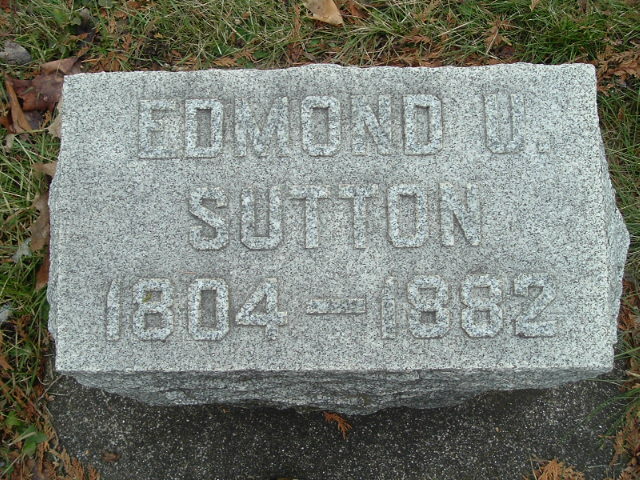 EDMOND U.
SUTTON
1804 — 1882